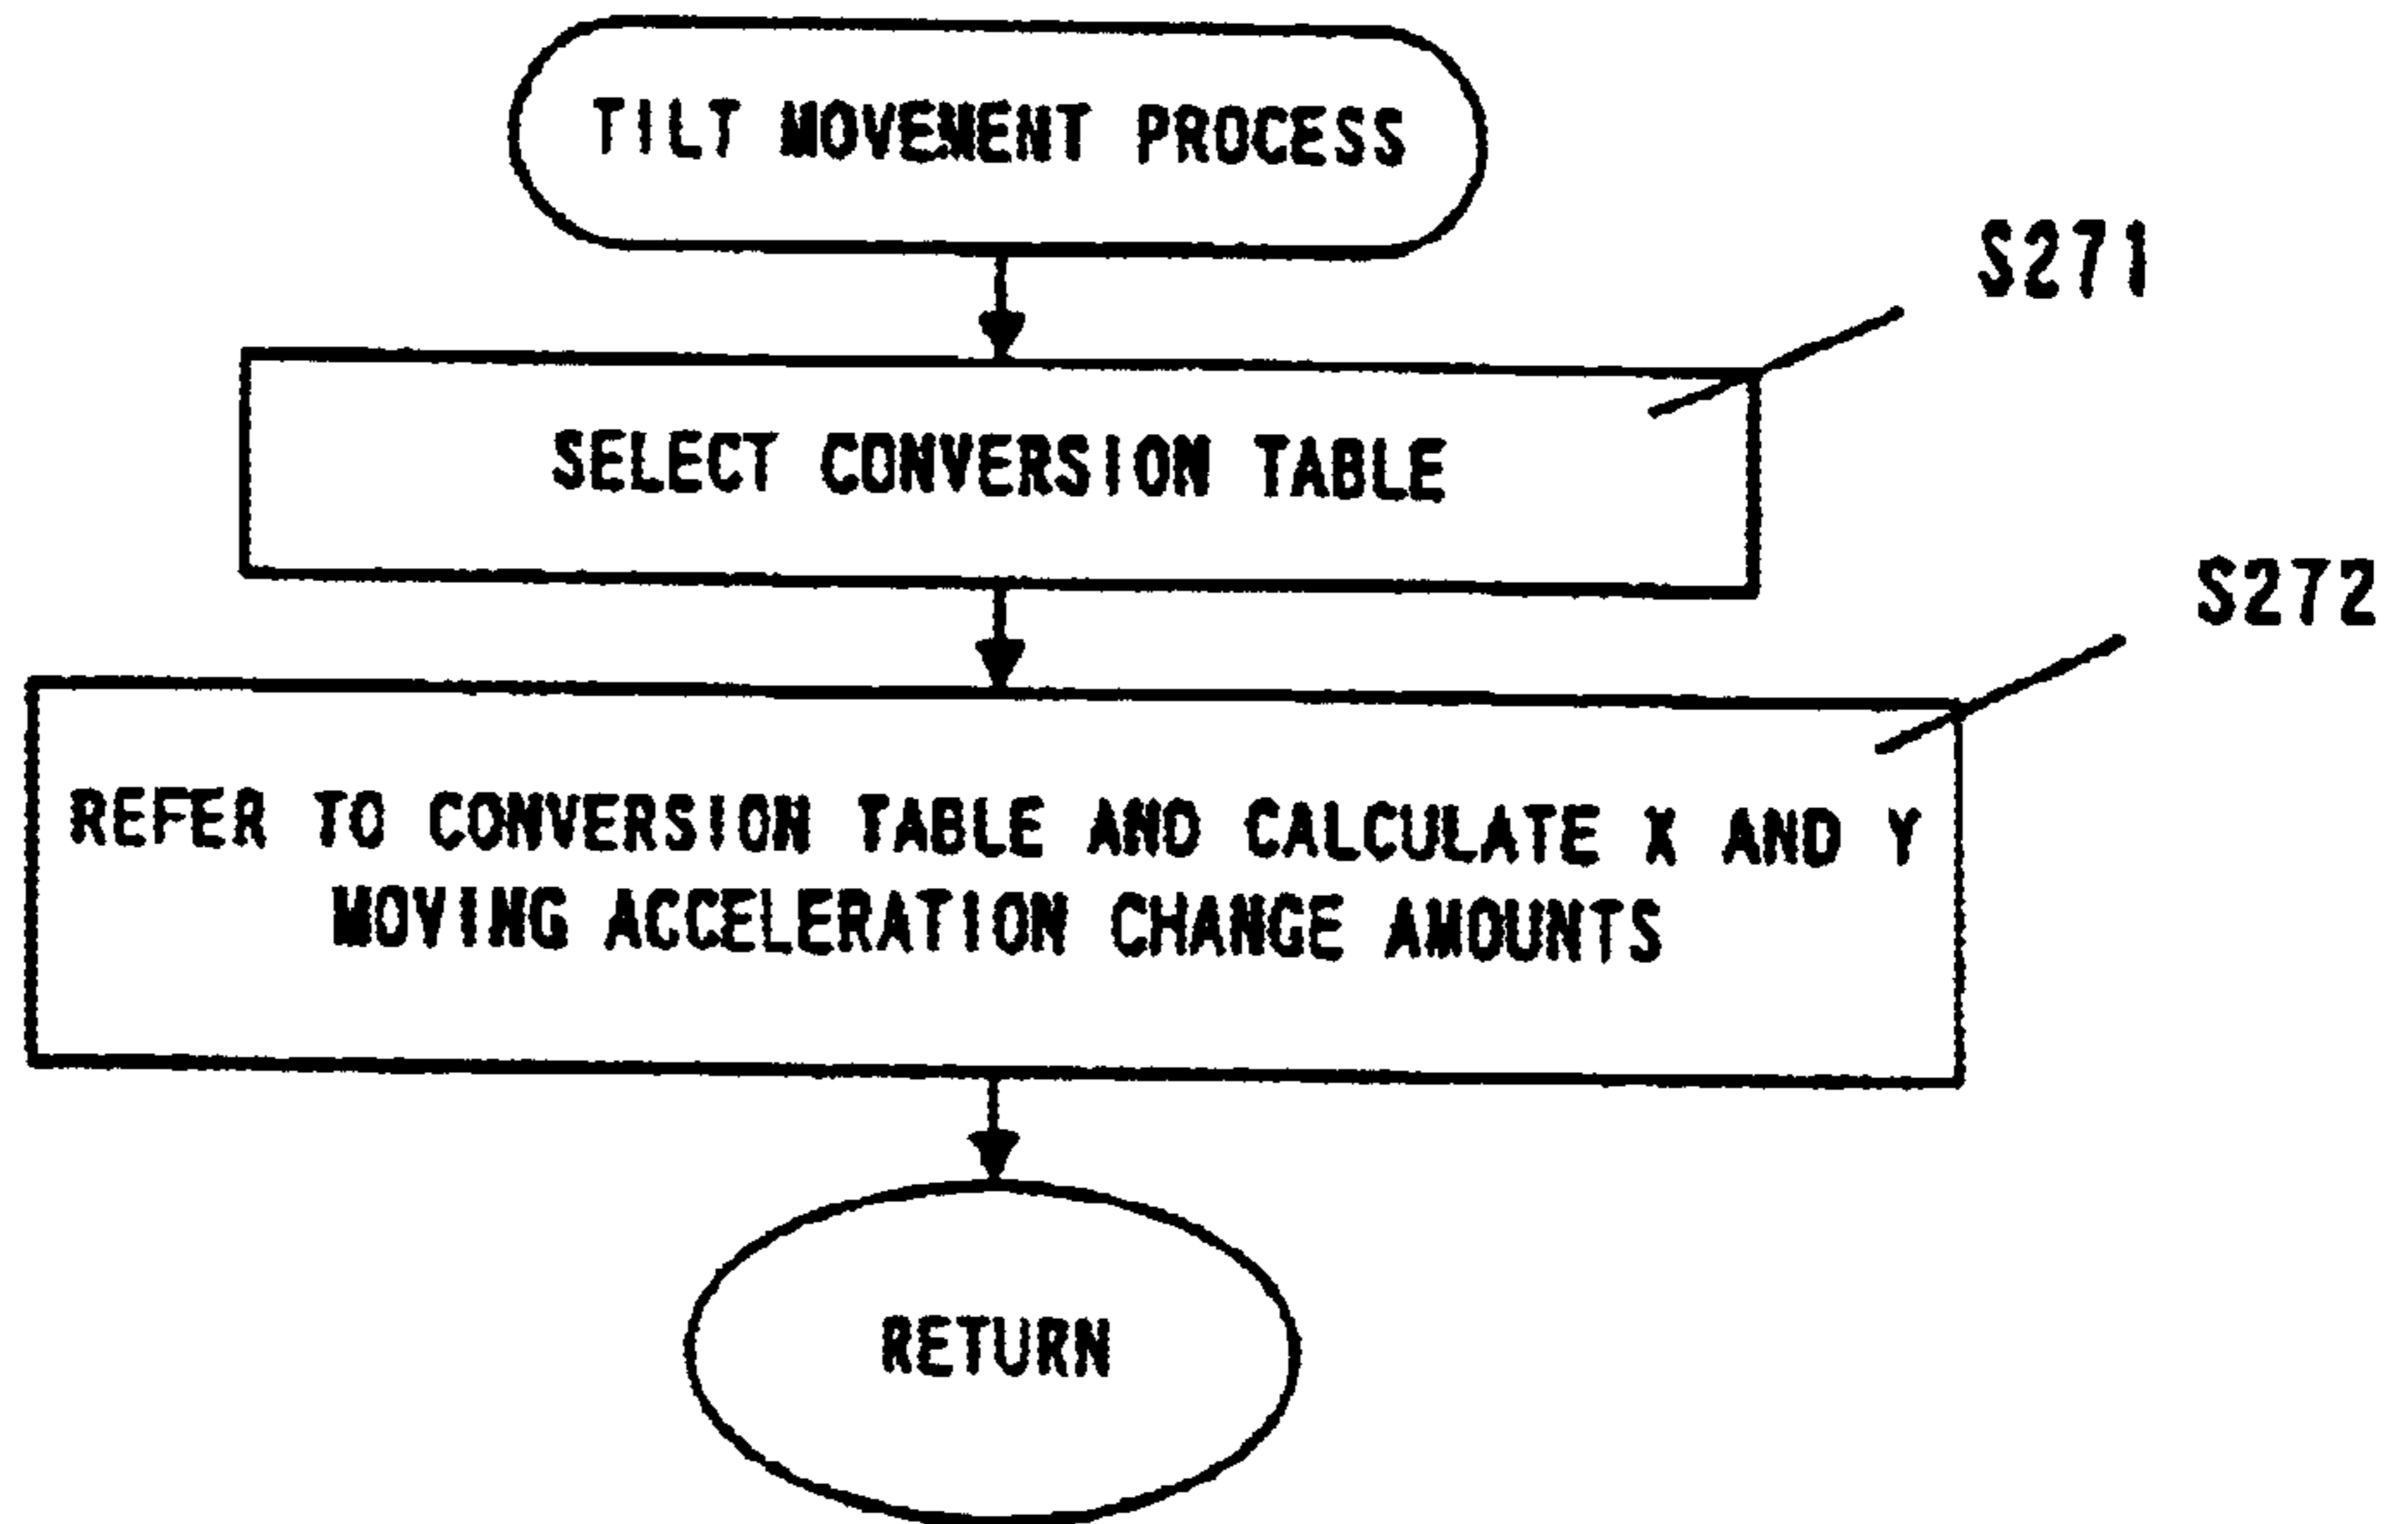 TILT MOVEMENT PROCESS
S271
SELECT CONVERSION TABLE
S272
REFER TO CONVERSION TABLE AND CALCULATE X AND Y
MOVING ACCELERATION CHANGE AMOUNTS
RETURN